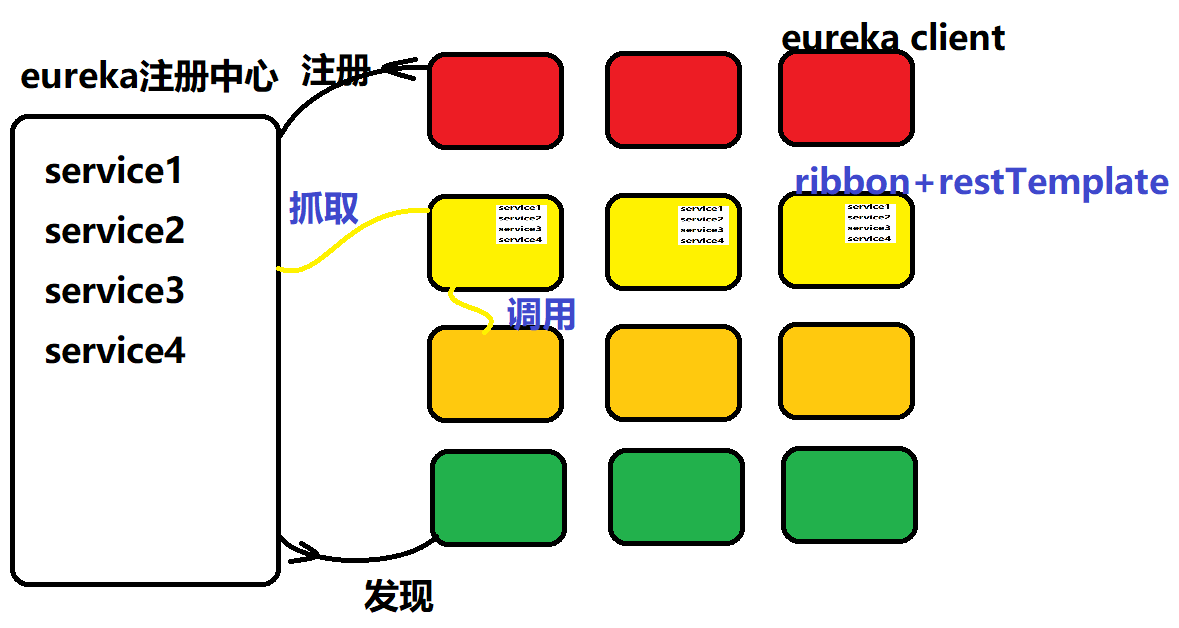 eureka client
eureka注册中心
注册
service1
service2
service3
service4
抓取
ribbon+restTemplate
service1
service2
service3
service4
service1
service2
service3
service4
service1
service2
service3
service4
调用
发现